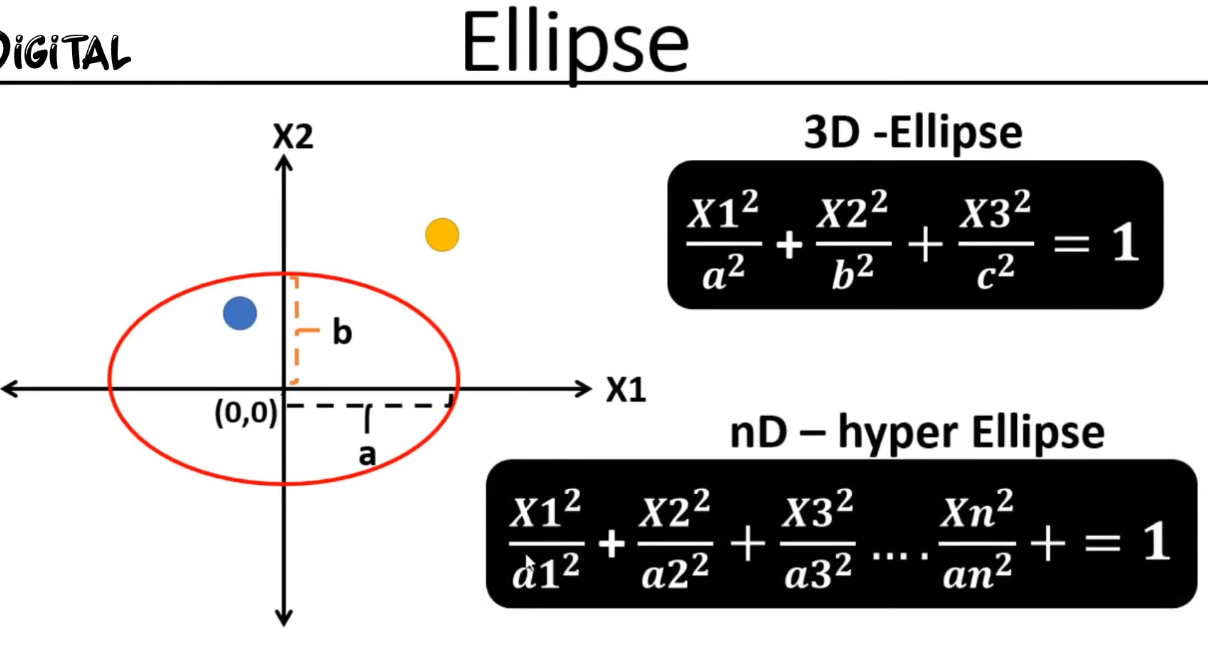 DiGiTAL
Ellipse
X2
b
X1
(0,0)
a
3D -Ellipse
X1²/a² + X2²/b² + X3²/c² = 1
nD – hyper Ellipse
X1²/a1² + X2²/a2² + X3²/a3² .... Xn²/an² + = 1